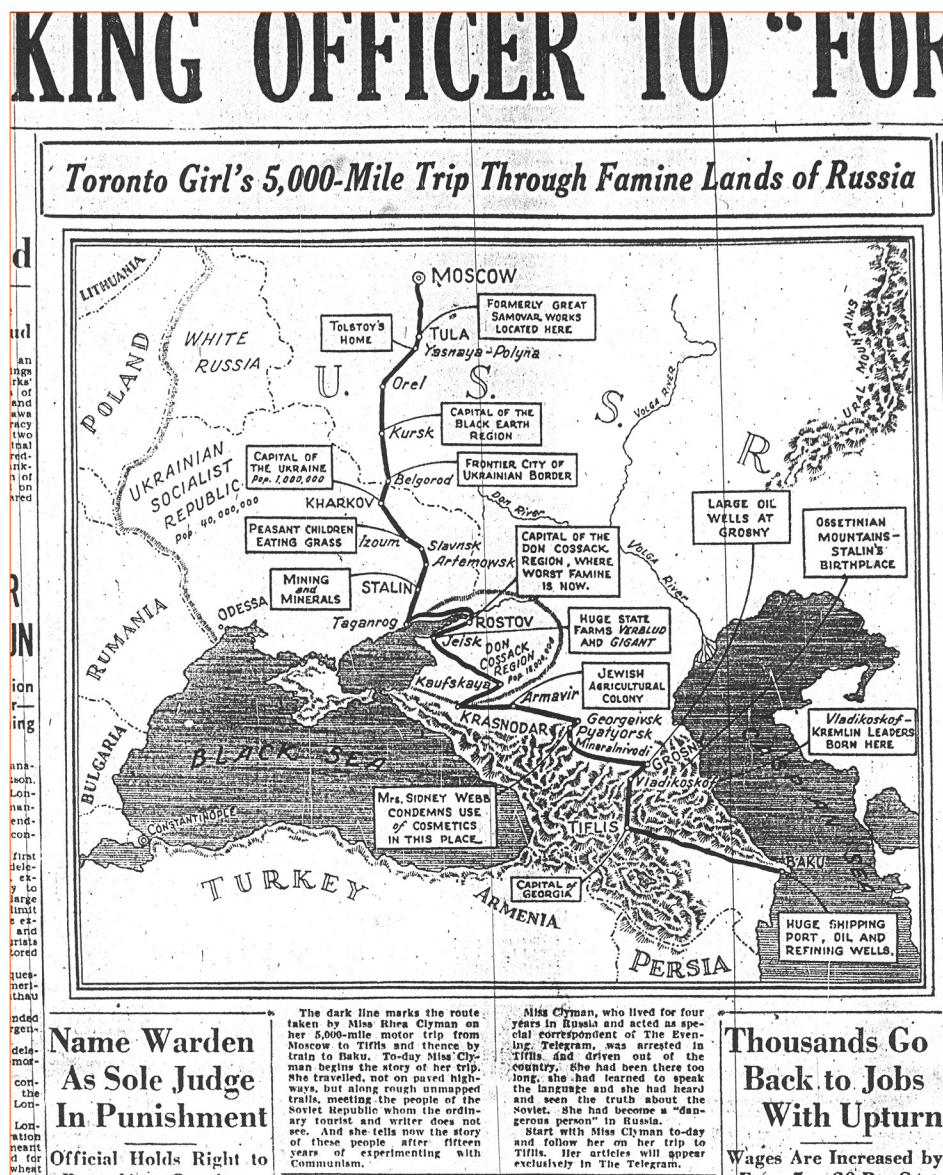 KING OFFICER TO "FOR
Toronto Girl's 5,000-Mile Trip Through Famine Lands of Russia
LITHUANIA
POLAND
WHITE
RUSSIA
U. S. S. R.
MOSCOW
FORMERLY GREAT
SAMOVAR WORKS
LOCATED HERE
TOLSTOY'S
HOME
TULA
Yasnaya-Polyna
Orel
CAPITAL OF THE
BLACK EARTH
REGION
Kursk
VOLGA RIVER
URAL MOUNTAINS
UKRAINIAN
SOCIALIST
REPUBLIC
Pop. 40,000,000
CAPITAL OF
THE UKRAINE
Pop. 1,000,000
FRONTIER CITY OF
UKRAINIAN BORDER
Belgorod
KHARKOV
Don River
LARGE OIL
WELLS AT
GROSNY
OSSETINIAN
MOUNTAINS-
STALIN'S
BIRTHPLACE
PEASANT CHILDREN
EATING GRASS
Izoum
Slavnsk
Artemowsk
CAPITAL OF THE
DON COSSACK
REGION, WHERE
WORST FAMINE
IS NOW.
VOLGA River
MINING
and
MINERALS
STALIN
Taganrog
ROSTOV
HUGE STATE
FARMS VERBLUD
AND GIGANT
RUMANIA
ODESSA
Jeisk
DON
COSSACK
REGION
Kaufskaya
JEWISH
AGRICULTURAL
COLONY
Armavir
KRASNODAR
Georgeivsk
Pyatyorsk
Mineralnivodi
Vladikoskof-
KREMLIN LEADERS
BORN HERE
BULGARIA
BLACK SEA
GROSN
Vladikoskof
CASPIAN SEA
MRS. SIDNEY WEBB
CONDEMNS USE
of COSMETICS
IN THIS PLACE
CONSTANTINOPLE
TIFLIS
BAKU
TURKEY
CAPITAL of
GEORGIA
ARMENIA
HUGE SHIPPING
PORT, OIL AND
REFINING WELLS.
PERSIA
Name Warden
As Sole Judge
In Punishment
Official Holds Right to
The dark line marks the route
taken by Miss Rhea Clyman on
her 5,000-mile motor trip from
Moscow to Tiflis and thence by
train to Baku. To-day Miss Cly-
man begins the story of her trip.
She travelled, not on paved high-
ways, but along rough unmapped
trails, meeting the people of the
Soviet Republic whom the ordin-
ary tourist and writer does not
see. And she tells now the story
of these people after fifteen
years of experimenting with
Communism.
Miss Clyman, who lived for four
years in Russia and acted as spe-
cial correspondent of The Even-
ing Telegram, was arrested in
Tiflis and driven out of the
country. She had been there too
long, she had learned to speak
the language and she had heard
and seen the truth about the
Soviet. She had become a "dan-
gerous person" in Russia.
Start with Miss Clyman to-day
and follow her on her trip to
Tiflis. Her articles will appear
exclusively in The Telegram.
Thousands Go
Back to Jobs
With Upturn
Wages Are Increased by